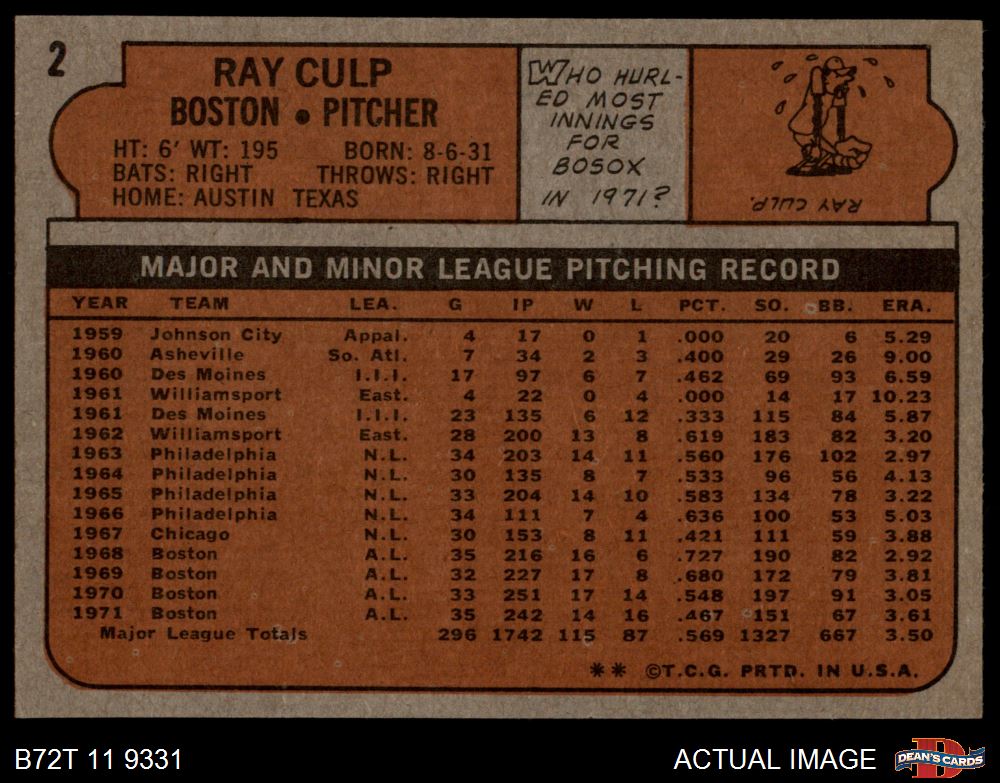 2
RAY CULP
BOSTON • PITCHER
HT: 6' WT: 195 BORN: 8-6-31
BATS: RIGHT THROWS: RIGHT
HOME: AUSTIN TEXAS
WHO HURL-
ED MOST
INNINGS
FOR
BOSOX
IN 1971?
RAY CULP.
MAJOR AND MINOR LEAGUE PITCHING RECORD
YEAR TEAM LEA. G IP W L PCT. SO. BB. ERA.
1959 Johnson City Appal. 4 17 0 1 .000 20 6 5.29
1960 Asheville So. Atl. 7 34 2 3 .400 29 26 9.00
1960 Des Moines I.I.I. 17 97 6 7 .462 69 93 6.59
1961 Williamsport East. 4 22 0 4 .000 14 17 10.23
1961 Des Moines I.I.I. 23 135 6 12 .333 115 84 5.87
1962 Williamsport East. 28 200 13 8 .619 183 82 3.20
1963 Philadelphia N.L. 34 203 14 11 .560 176 102 2.97
1964 Philadelphia N.L. 30 135 8 7 .533 96 56 4.13
1965 Philadelphia N.L. 33 204 14 10 .583 134 78 3.22
1966 Philadelphia N.L. 34 111 7 4 .636 100 53 5.03
1967 Chicago N.L. 30 153 8 11 .421 111 59 3.88
1968 Boston A.L. 35 216 16 6 .727 190 82 2.92
1969 Boston A.L. 32 227 17 8 .680 172 79 3.81
1970 Boston A.L. 33 251 17 14 .548 197 91 3.05
1971 Boston A.L. 35 242 14 16 .467 151 67 3.61
Major League Totals 296 1742 115 87 .569 1327 667 3.50
** ©T.C.G. PRTD. IN U.S.A.
B72T 11 9331 ACTUAL IMAGE
D
DEAN'S CARDS